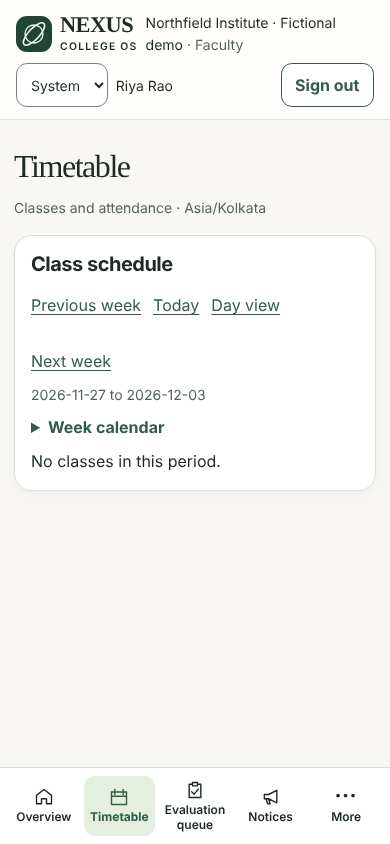 NEXUS
COLLEGE OS
Northfield Institute · Fictional
demo · Faculty
System
Riya Rao
Sign out
Timetable
Classes and attendance · Asia/Kolkata
Class schedule
Previous week Today Day view
Next week
2026-11-27 to 2026-12-03
Week calendar
No classes in this period.
Overview
Timetable
Evaluation
queue
Notices
More